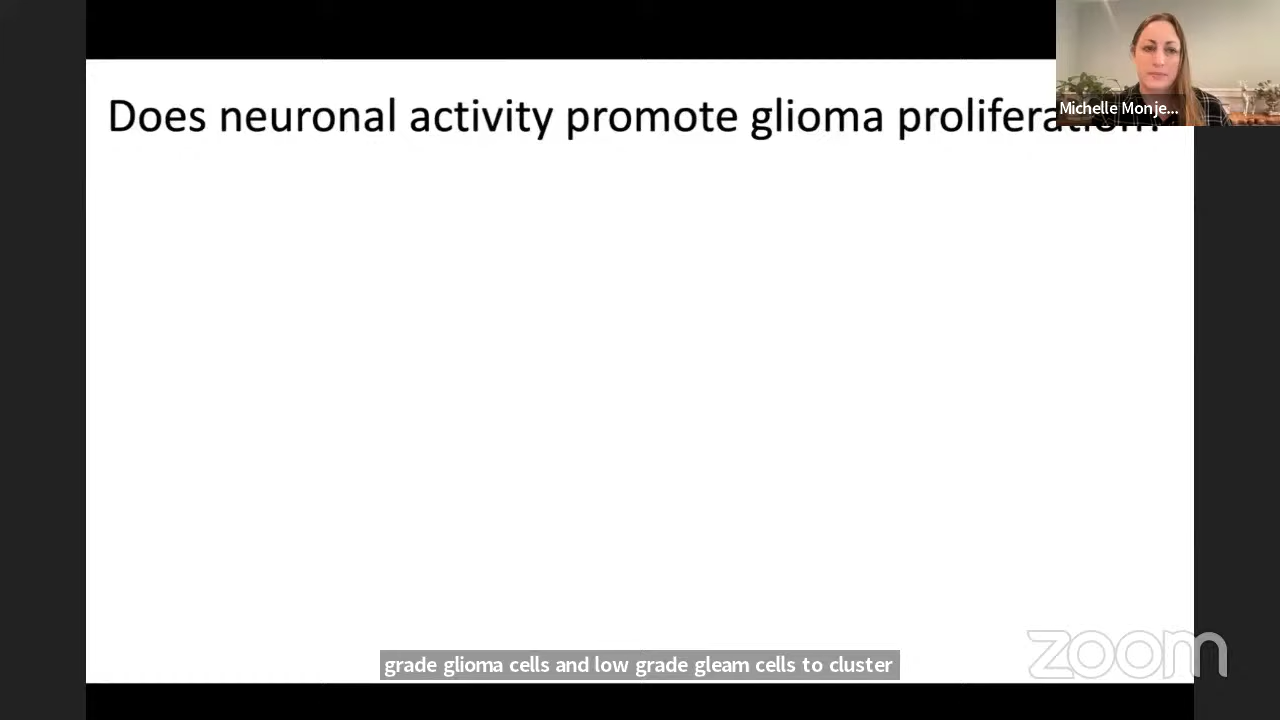 Does neuronal activity promote glioma proliferation?
Michelle Monje...
grade glioma cells and low grade gleam cells to cluster
zoom